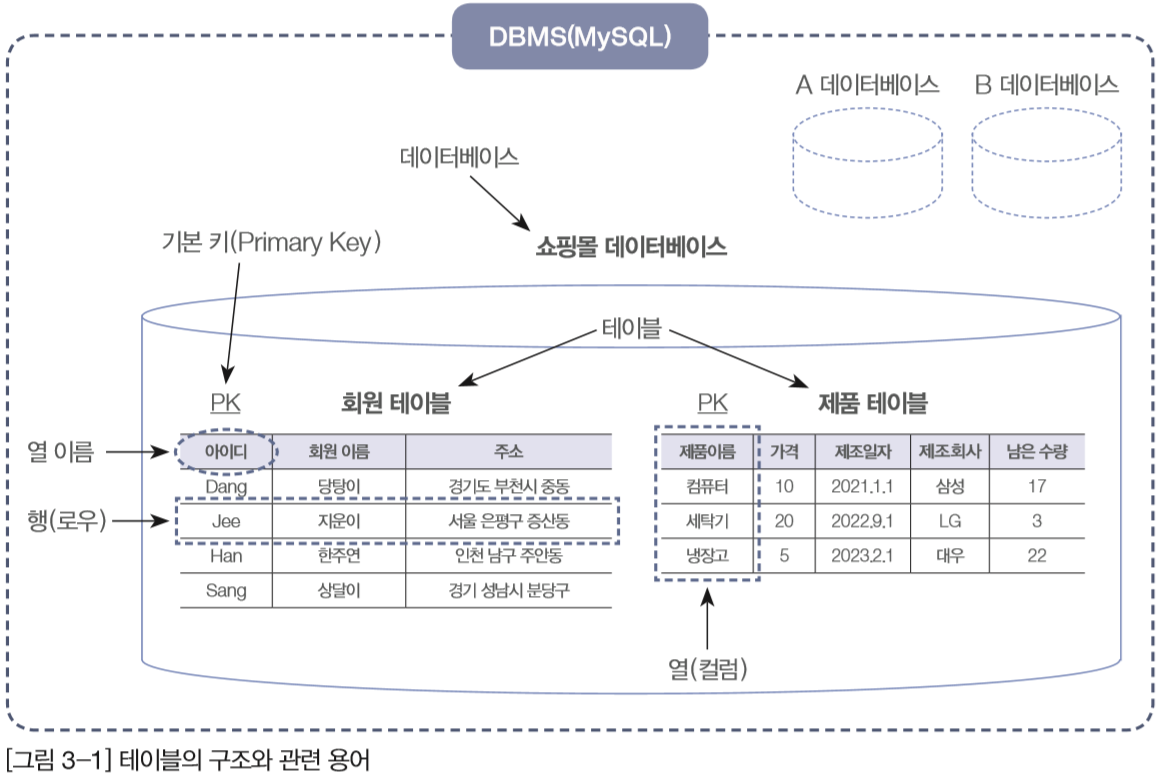 DBMS(MySQL)
A 데이터베이스 B 데이터베이스
데이터베이스
기본 키(Primary Key)
쇼핑몰 데이터베이스
테이블
PK 회원 테이블 PK 제품 테이블
열 이름 아이디 회원 이름 주소 제품이름 가격 제조일자 제조회사 남은 수량
Dang 당탕이 경기도 부천시 중동 컴퓨터 10 2021.1.1 삼성 17
행(로우) Jee 지운이 서울 은평구 증산동 세탁기 20 2022.9.1 LG 3
Han 한주연 인천 남구 주안동 냉장고 5 2023.2.1 대우 22
Sang 상달이 경기 성남시 분당구
열(컬럼)
[그림 3-1] 테이블의 구조와 관련 용어